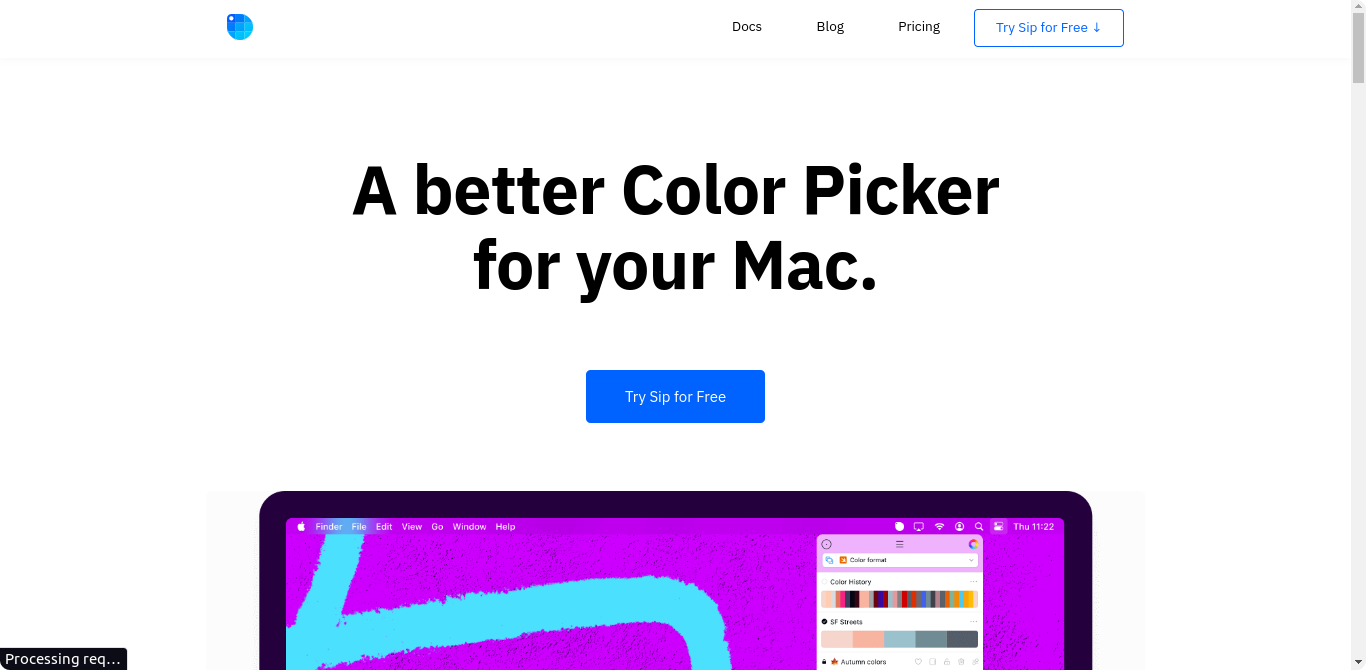 Docs
Blog
Pricing
Try Sip for Free ↓
A better Color Picker
for your Mac.
Try Sip for Free
Finder File Edit View Go Window Help
Thu 11:22
Color format
Color History
SF Streets
Autumn colors
Processing req...